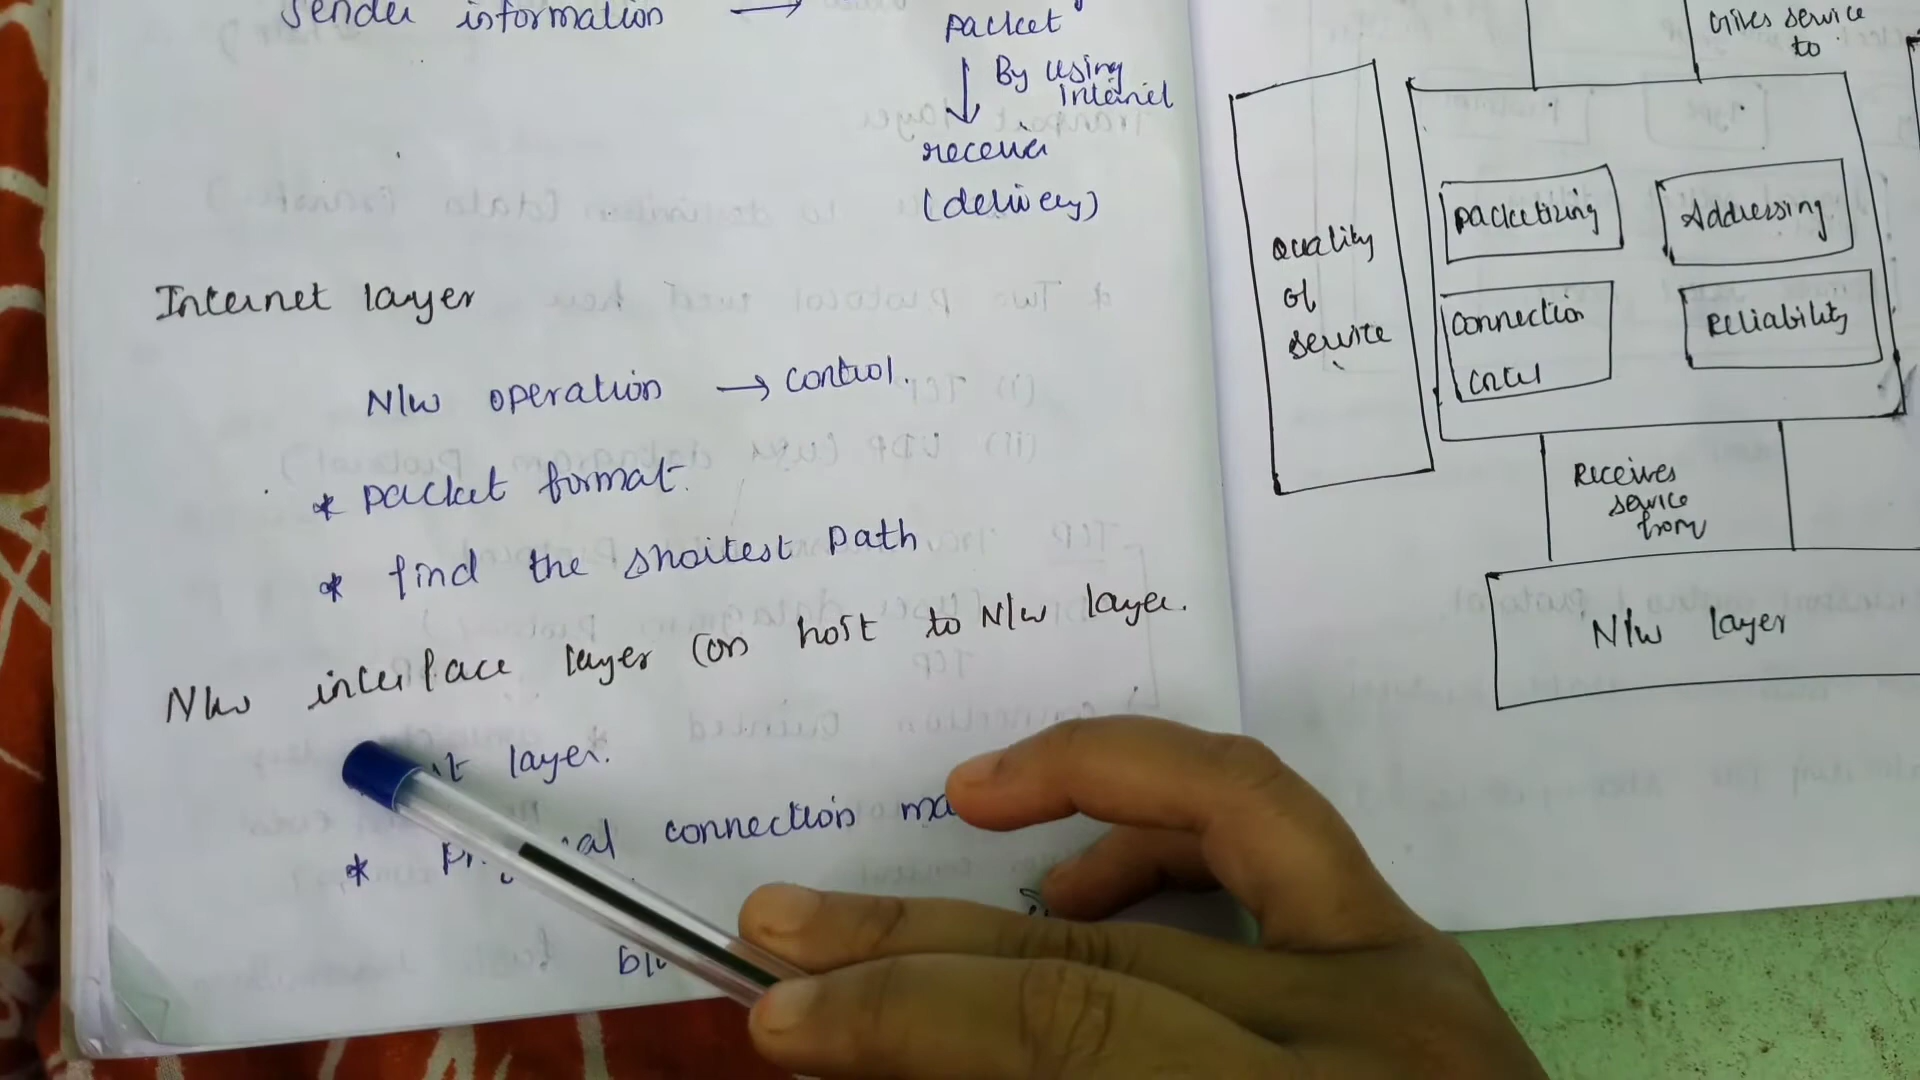 Sender information →
packet
By using
internet
receiver
(delivery)
Internet layer
N/w operation → control.
* packet format.
* find the shortest path
N/w interface layer (or) host to N/w layer.
layer.
* connection
Gives service
to
Quality
of
service
packetizing
Addressing
Connection
Cntrl
Reliability
Receives
service
from
N/w layer